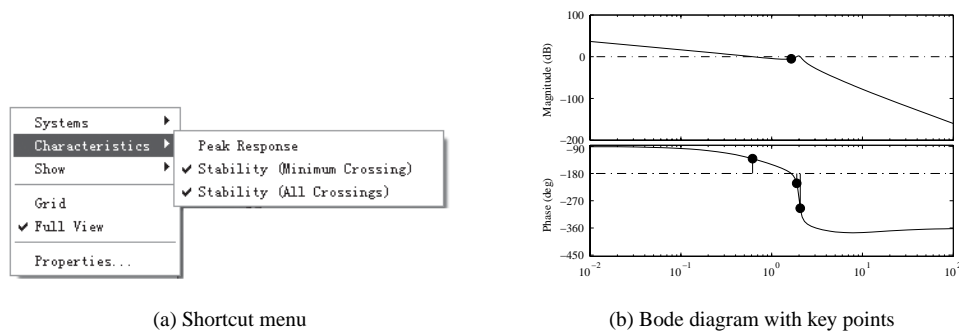 Systems
Characteristics
Show
Grid
Full View
Properties...
Peak Response
Stability (Minimum Crossing)
Stability (All Crossings)
(a) Shortcut menu
100
0
−100
−200
Magnitude (dB)
−90
−180
−270
−360
−450
Phase (deg)
10⁻² 10⁻¹ 10⁰ 10¹ 10²
(b) Bode diagram with key points